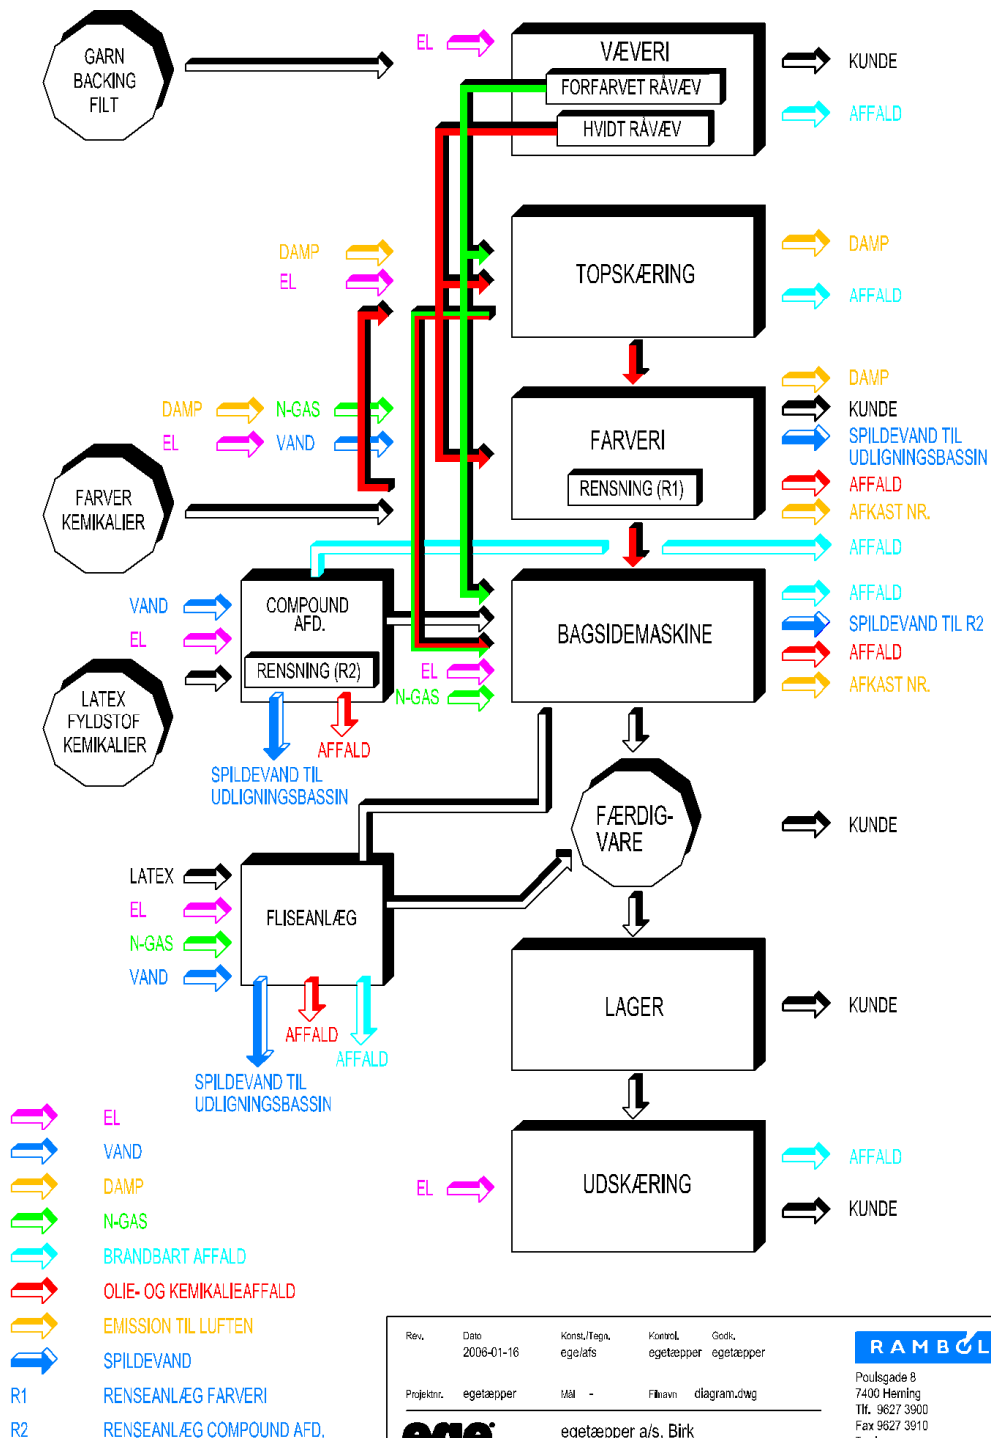 GARN
BACKING
FILT
EL
VÆVERI
FORFARVET RÅVÆV
HVIDT RÅVÆV
KUNDE
AFFALD
DAMP
EL
TOPSKÆRING
DAMP
AFFALD
DAMP
N-GAS
EL
VAND
FARVERI
RENSNING (R1)
DAMP
KUNDE
SPILDEVAND TIL
UDLIGNINGSBASSIN
AFFALD
AFKAST NR.
AFFALD
FARVER
KEMIKALIER
VAND
EL
COMPOUND
AFD.
RENSNING (R2)
EL
N-GAS
BAGSIDEMASKINE
AFFALD
SPILDEVAND TIL R2
AFFALD
AFKAST NR.
LATEX
FYLDSTOF
KEMIKALIER
AFFALD
SPILDEVAND TIL
UDLIGNINGSBASSIN
FÆRDIG-
VARE
KUNDE
LATEX
EL
N-GAS
VAND
FLISEANLÆG
AFFALD
AFFALD
SPILDEVAND TIL
UDLIGNINGSBASSIN
LAGER
KUNDE
EL
UDSKÆRING
AFFALD
KUNDE
EL
VAND
DAMP
N-GAS
BRANDBART AFFALD
OLIE- OG KEMIKALIEAFFALD
EMISSION TIL LUFTEN
SPILDEVAND
R1 RENSEANLÆG FARVERI
R2 RENSEANLÆG COMPOUND AFD.
Rev. Dato Konst./Tegn. Kontrol. Godk.
2006-01-16 ege/afs egetæpper egetæpper
Projektnr. egetæpper Mål - Filnavn diagram.dwg
ege
egetæpper a/s, Birk
RAMBØL
Poulsgade 8
7400 Herning
Tlf. 9627 3900
Fax 9627 3910